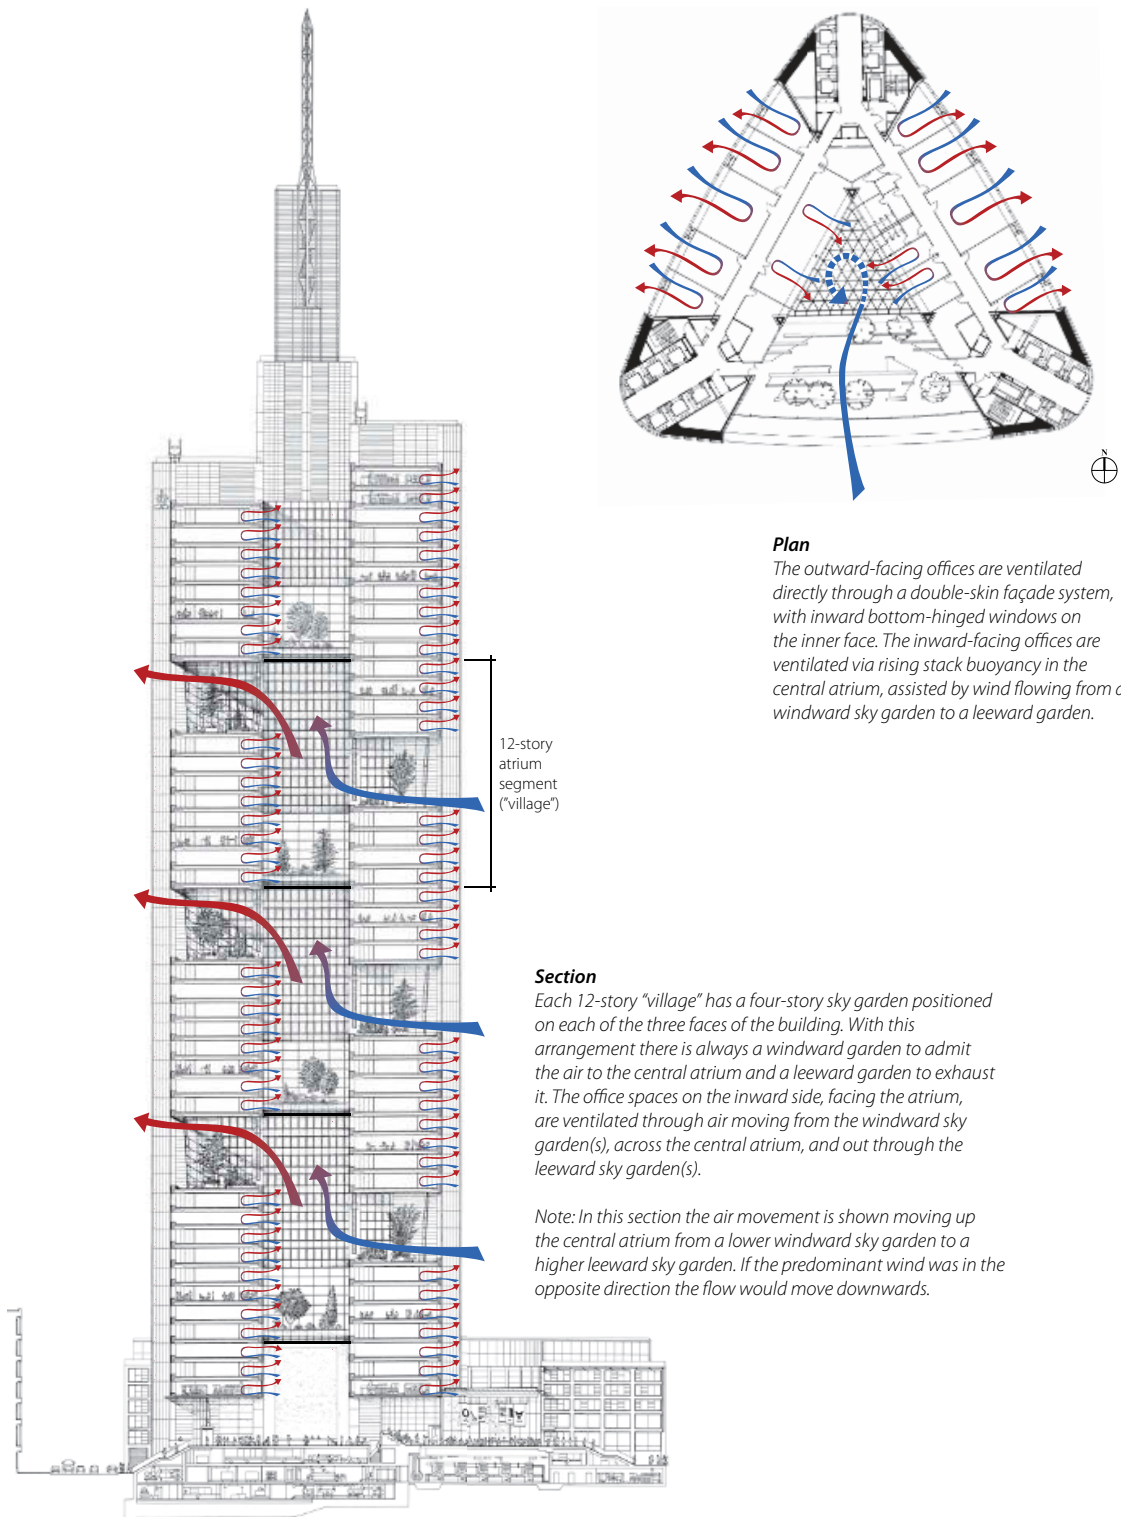 N
Plan
The outward-facing offices are ventilated
directly through a double-skin façade system,
with inward bottom-hinged windows on
the inner face. The inward-facing offices are
ventilated via rising stack buoyancy in the
central atrium, assisted by wind flowing from
windward sky garden to a leeward garden.
12-story
atrium
segment
("village")
Section
Each 12-story “village” has a four-story sky garden positioned
on each of the three faces of the building. With this
arrangement there is always a windward garden to admit
the air to the central atrium and a leeward garden to exhaust
it. The office spaces on the inward side, facing the atrium,
are ventilated through air moving from the windward sky
garden(s), across the central atrium, and out through the
leeward sky garden(s).
Note: In this section the air movement is shown moving up
the central atrium from a lower windward sky garden to a
higher leeward sky garden. If the predominant wind was in the
opposite direction the flow would move downwards.